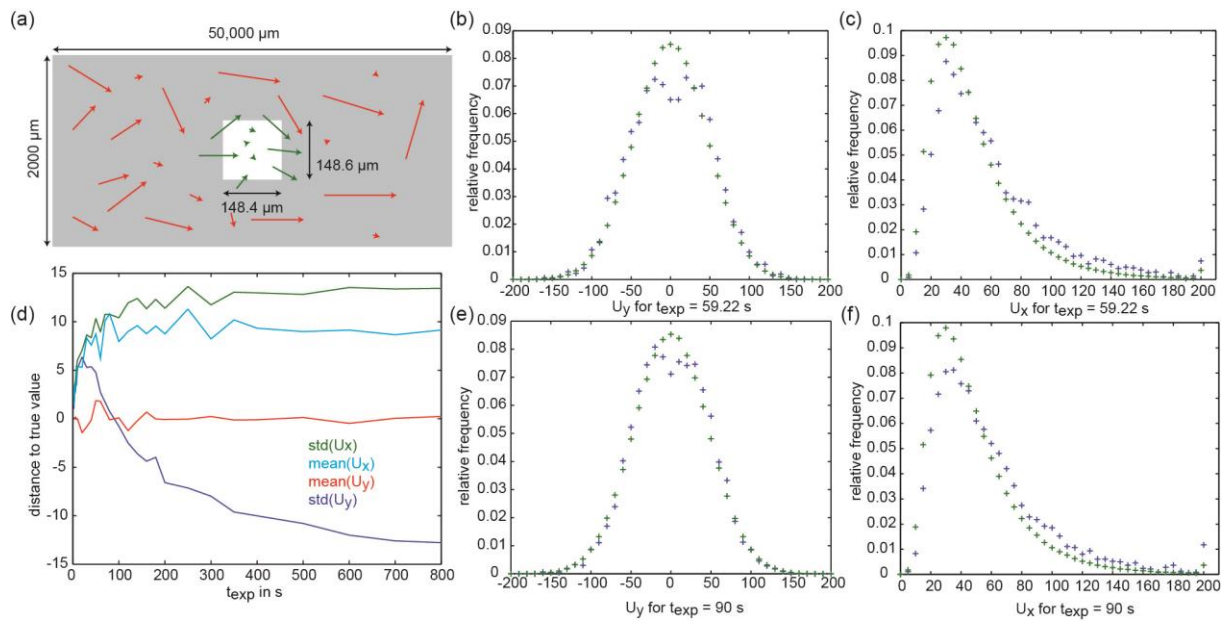 (a)
50,000 µm
2000 µm
148.6 µm
148.4 µm
(b)
relative frequency
0.1
0.09
0.08
0.07
0.06
0.05
0.04
0.03
0.02
0.01
0
-200 -150 -100 -50 0 50 100 150 200
Uy for texp = 59.22 s
(c)
relative frequency
0.1
0.09
0.08
0.07
0.06
0.05
0.04
0.03
0.02
0.01
0
0 20 40 60 80 100 120 140 160 180 200
Ux for texp = 59.22 s
(d)
distance to true value
15
10
5
0
-5
-10
-15
std(Ux)
mean(Ux)
mean(Uy)
std(Uy)
0 100 200 300 400 500 600 700 800
texp in s
(e)
relative frequency
0.1
0.09
0.08
0.07
0.06
0.05
0.04
0.03
0.02
0.01
0
-200 -150 -100 -50 0 50 100 150 200
Uy for texp = 90 s
(f)
relative frequency
0.1
0.09
0.08
0.07
0.06
0.05
0.04
0.03
0.02
0.01
0
0 20 40 60 80 100 120 140 160 180 200
Ux for texp = 90 s